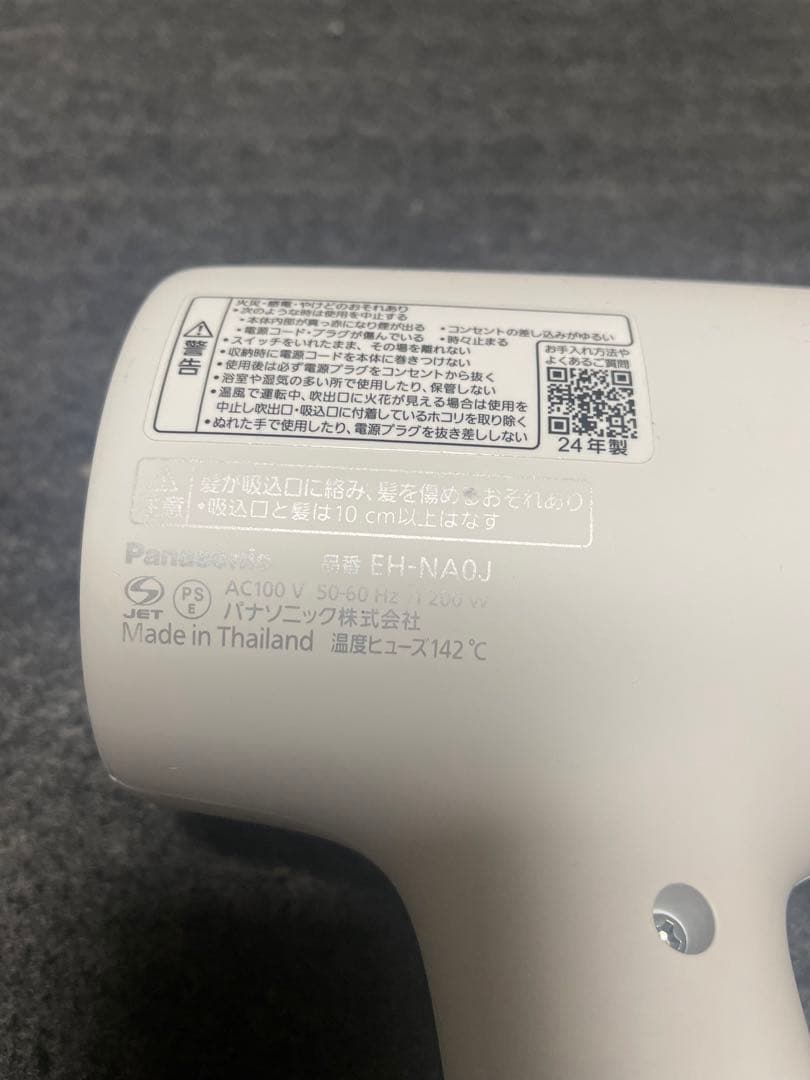 火災・感電・やけどのおそれあり
•次のような時は使用を中止する
•本体内部が真っ赤になり煙が出る •コンセントの差し込みがゆるい
•電源コード・プラグが傷んでいる •時々止まる
•スイッチをいれたまま、その場を離れない
•収納時に電源コードを本体に巻きつけない
•使用後は必ず電源プラグをコンセントから抜く
•浴室や湿気の多い所で使用したり、保管しない
•温風で運転中、吹出口に火花が見える場合は使用を
中止し吹出口・吸込口に付着しているホコリを取り除く
•ぬれた手で使用したり、電源プラグを抜き差ししない
警告
お手入れ方法や
よくあるご質問
24年製
注意
髪が吸込口に絡み、髪を傷めるおそれあり
•吸込口と髪は10 cm以上はなす
Panasonic 品番 EH-NA0J
JET
PS
E
AC100 V 50-60 Hz 1 200 W
パナソニック株式会社
Made in Thailand 温度ヒューズ142℃